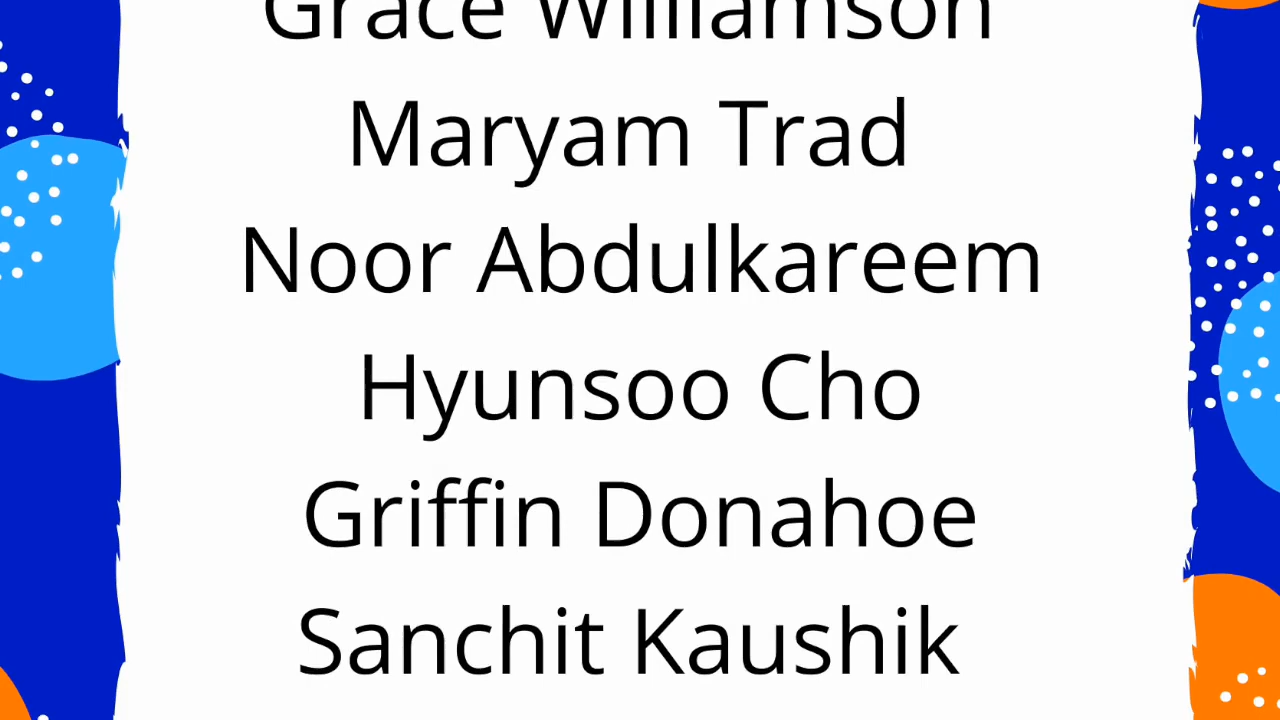 Grace Williamson
Maryam Trad
Noor Abdulkareem
Hyunsoo Cho
Griffin Donahoe
Sanchit Kaushik